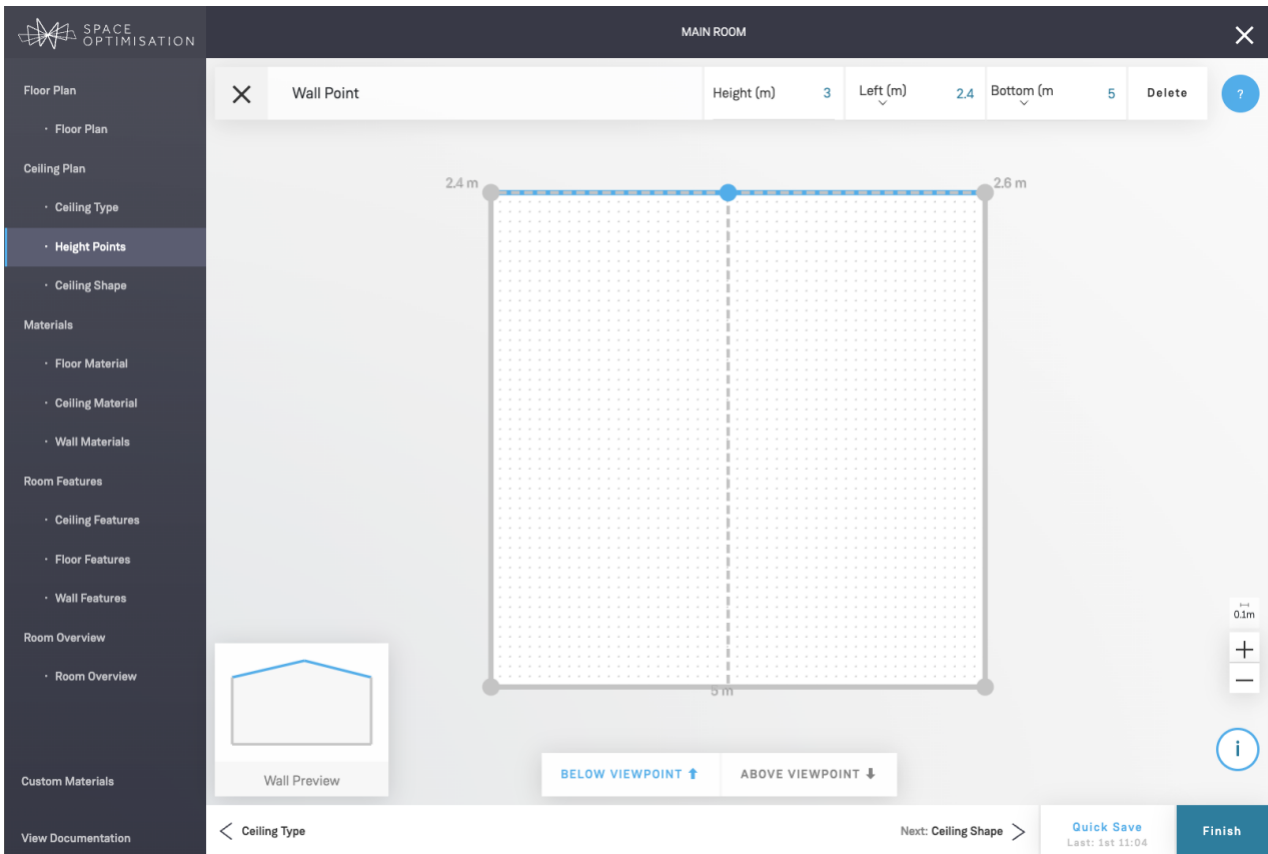 SPACE
OPTIMISATION
MAIN ROOM
Floor Plan
· Floor Plan
Ceiling Plan
· Ceiling Type
· Height Points
· Ceiling Shape
Materials
· Floor Material
· Ceiling Material
· Wall Materials
Room Features
· Ceiling Features
· Floor Features
· Wall Features
Room Overview
· Room Overview
Custom Materials
View Documentation
Wall Point
Height (m) 3
Left (m) 2.4
Bottom (m 5
Delete
?
2.4 m
2.6 m
5 m
0.1m
Wall Preview
BELOW VIEWPOINT
ABOVE VIEWPOINT
i
Ceiling Type
Next: Ceiling Shape
Quick Save
Last: 1st 11:04
Finish